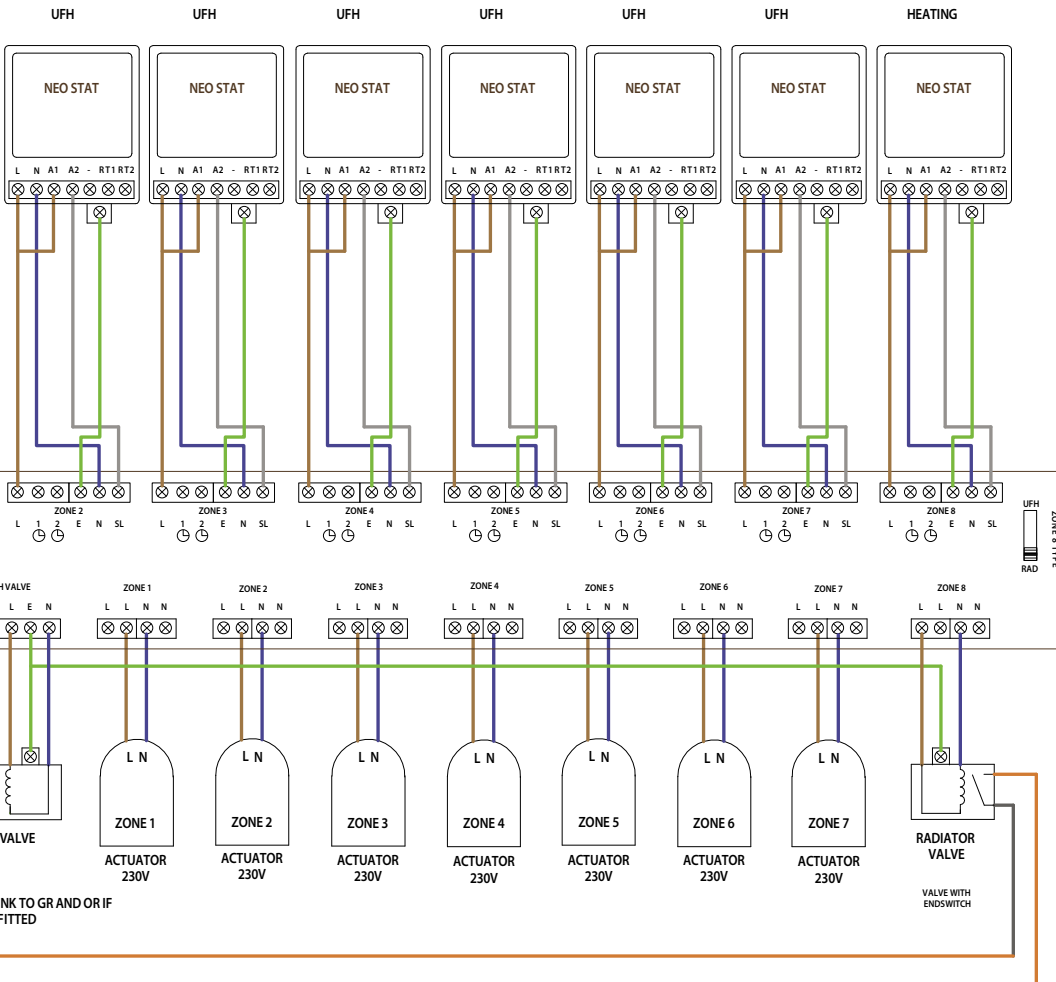 UFH UFH UFH UFH UFH UFH HEATING
NEO STAT NEO STAT NEO STAT NEO STAT NEO STAT NEO STAT NEO STAT
L N A1 A2 - RT1 RT2 L N A1 A2 - RT1 RT2 L N A1 A2 - RT1 RT2 L N A1 A2 - RT1 RT2 L N A1 A2 - RT1 RT2 L N A1 A2 - RT1 RT2 L N A1 A2 - RT1 RT2
ZONE 2 ZONE 3 ZONE 4 ZONE 5 ZONE 6 ZONE 7 ZONE 8
L 1 2 E N SL L 1 2 E N SL L 1 2 E N SL L 1 2 E N SL L 1 2 E N SL L 1 2 E N SL L 1 2 E N SL
UFH
RAD
VALVE ZONE 1 ZONE 2 ZONE 3 ZONE 4 ZONE 5 ZONE 6 ZONE 7 ZONE 8
L E N L L N N L L N N L L N N L L N N L L N N L L N N L L N N L L N N
L N L N L N L N L N L N L N
VALVE ZONE 1 ZONE 2 ZONE 3 ZONE 4 ZONE 5 ZONE 6 ZONE 7
RADIATOR
VALVE
ACTUATOR ACTUATOR ACTUATOR ACTUATOR ACTUATOR ACTUATOR ACTUATOR
230V 230V 230V 230V 230V 230V 230V
VALVE WITH
ENDSWITCH
NK TO GR AND OR IF
FITTED